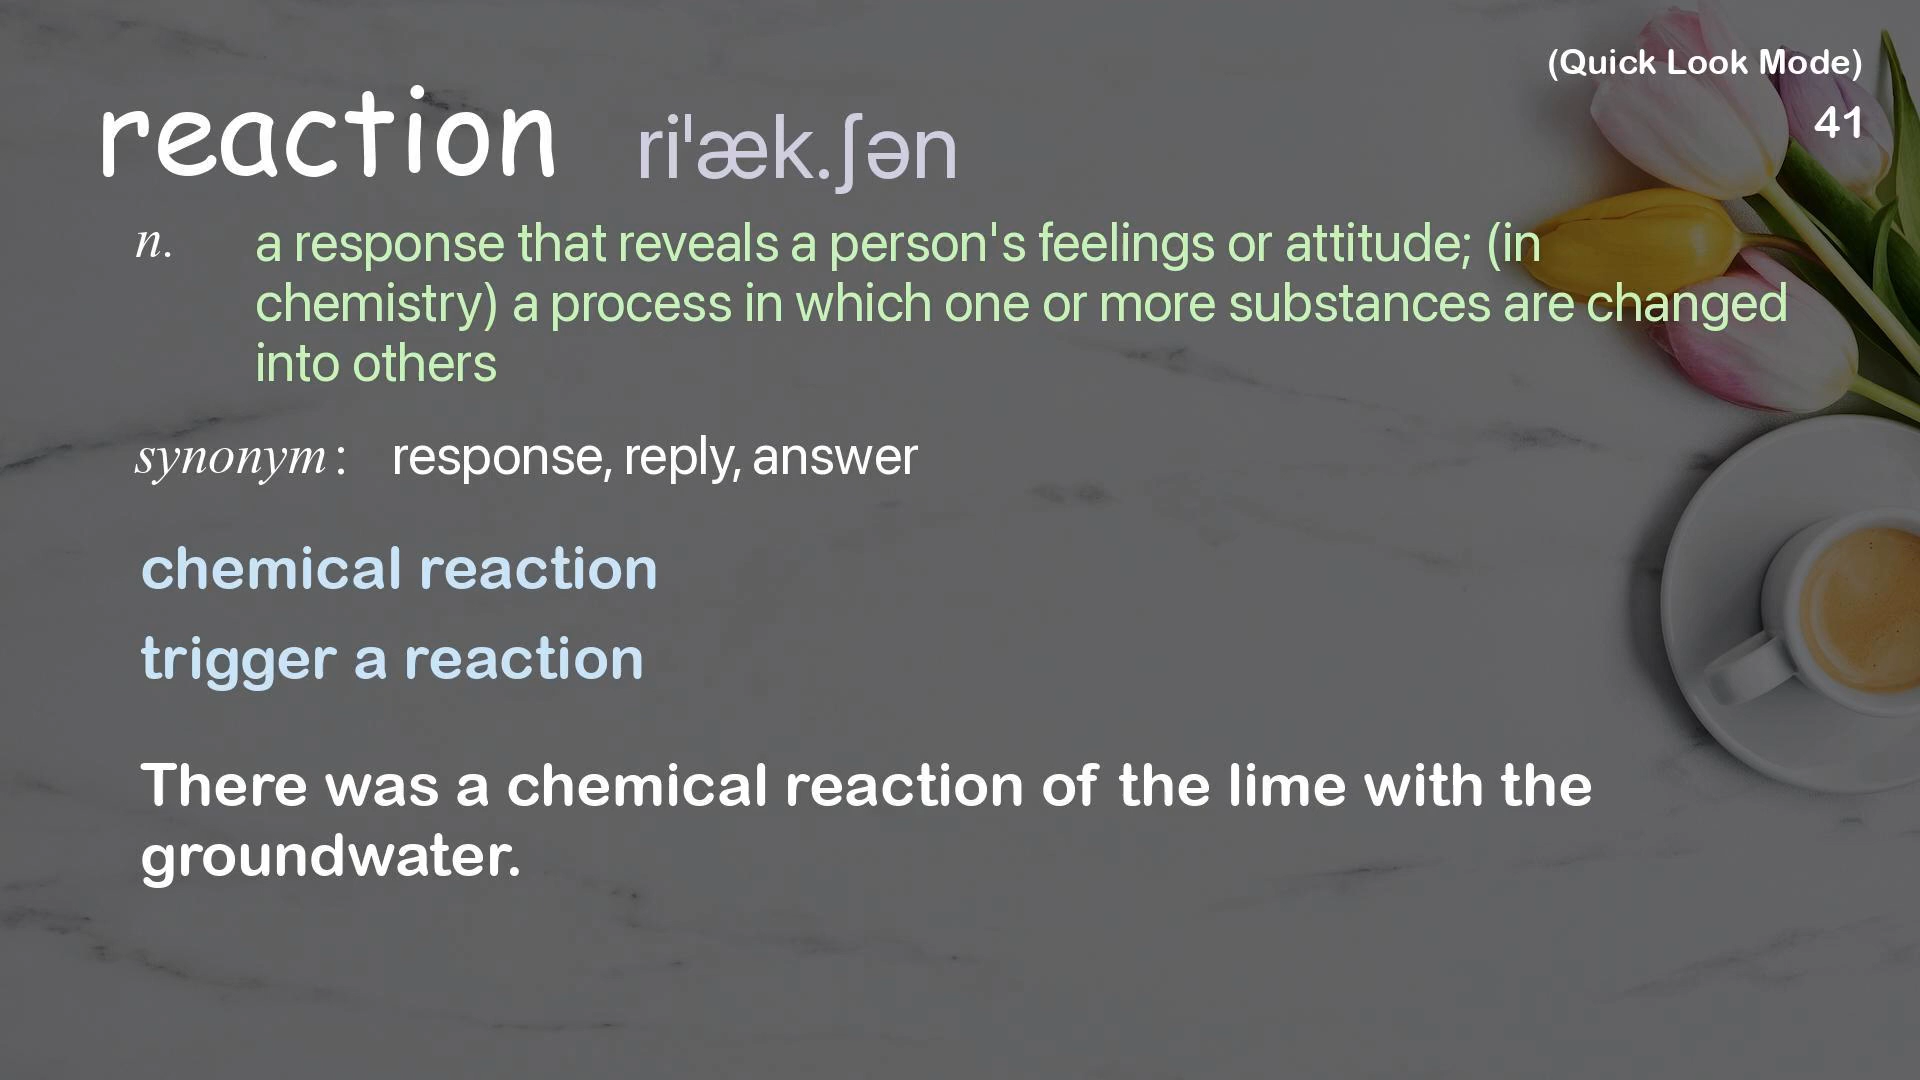 (Quick Look Mode)
41
reaction riˈæk.ʃən
n. a response that reveals a person's feelings or attitude; (in
chemistry) a process in which one or more substances are changed
into others
synonym: response, reply, answer
chemical reaction
trigger a reaction
There was a chemical reaction of the lime with the
groundwater.